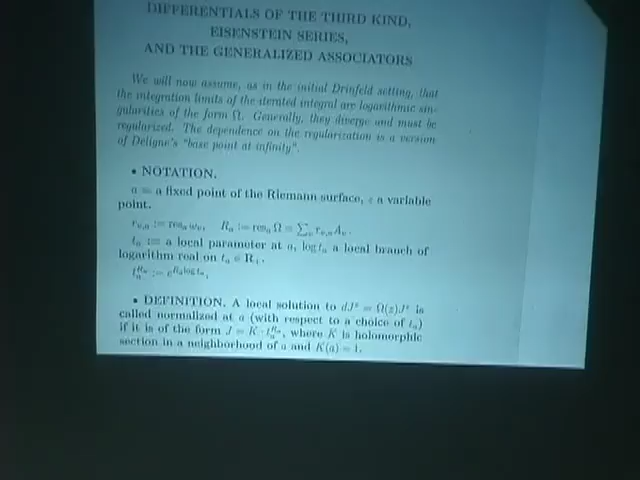 DIFFERENTIALS OF THE THIRD KIND,
EISENSTEIN SERIES,
AND THE GENERALIZED ASSOCIATORS
We will now assume, as in the initial Drinfeld setting, that
the integration limits of the iterated integral are logarithmic sin-
gularities of the form Ω. Generally, they diverge and must be
regularized. The dependence on the regularization is a version
of Deligne's "base point at infinity".
• NOTATION.
a = a fixed point of the Riemann surface, z a variable
point.
r_{v,a} := res_a ω_v, R_a := res_a Ω = ∑_v r_{v,a} A_v.
t_a := a local parameter at a, log t_a a local branch of
logarithm real on t_a ∈ R_+.
t_a^{R_a} := e^{R_a log t_a}.
• DEFINITION. A local solution to dJ^z = Ω(z)J^z is
called normalized at a (with respect to a choice of t_a)
if it is of the form J = K · t_a^{R_a}, where K is holomorphic
section in a neighborhood of a and K(a) = 1.